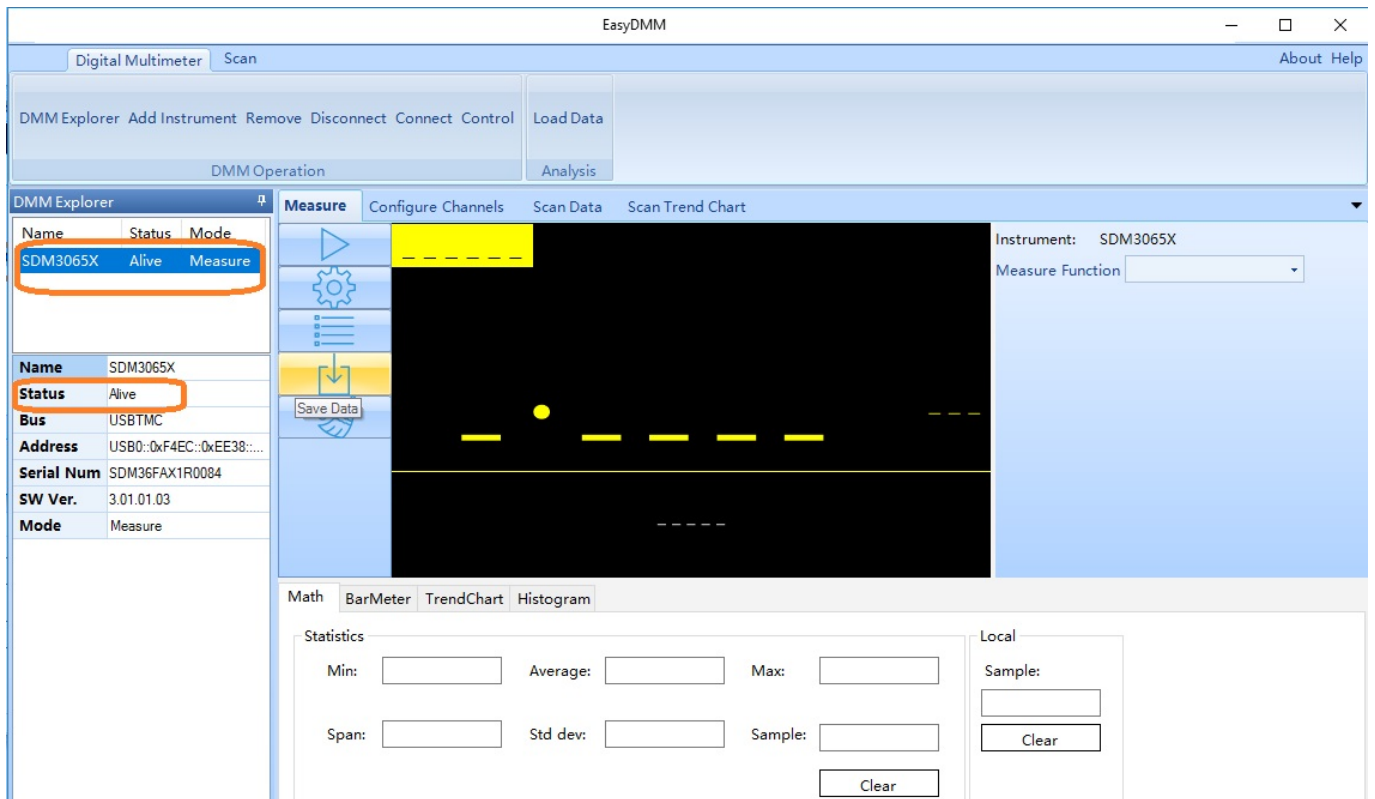 EasyDMM
Digital Multimeter Scan About Help
DMM Explorer Add Instrument Remove Disconnect Connect Control Load Data
DMM Operation Analysis
DMM Explorer
Name Status Mode
SDM3065X Alive Measure
Name SDM3065X
Status Alive
Bus USBTMC
Address USB0::0xF4EC::0xEE38::...
Serial Num SDM36FAX1R0084
SW Ver. 3.01.01.03
Mode Measure
Measure Configure Channels Scan Data Scan Trend Chart
Save Data
Instrument: SDM3065X
Measure Function
Math BarMeter TrendChart Histogram
Statistics
Min: Average: Max:
Span: Std dev: Sample:
Clear
Local
Sample:
Clear